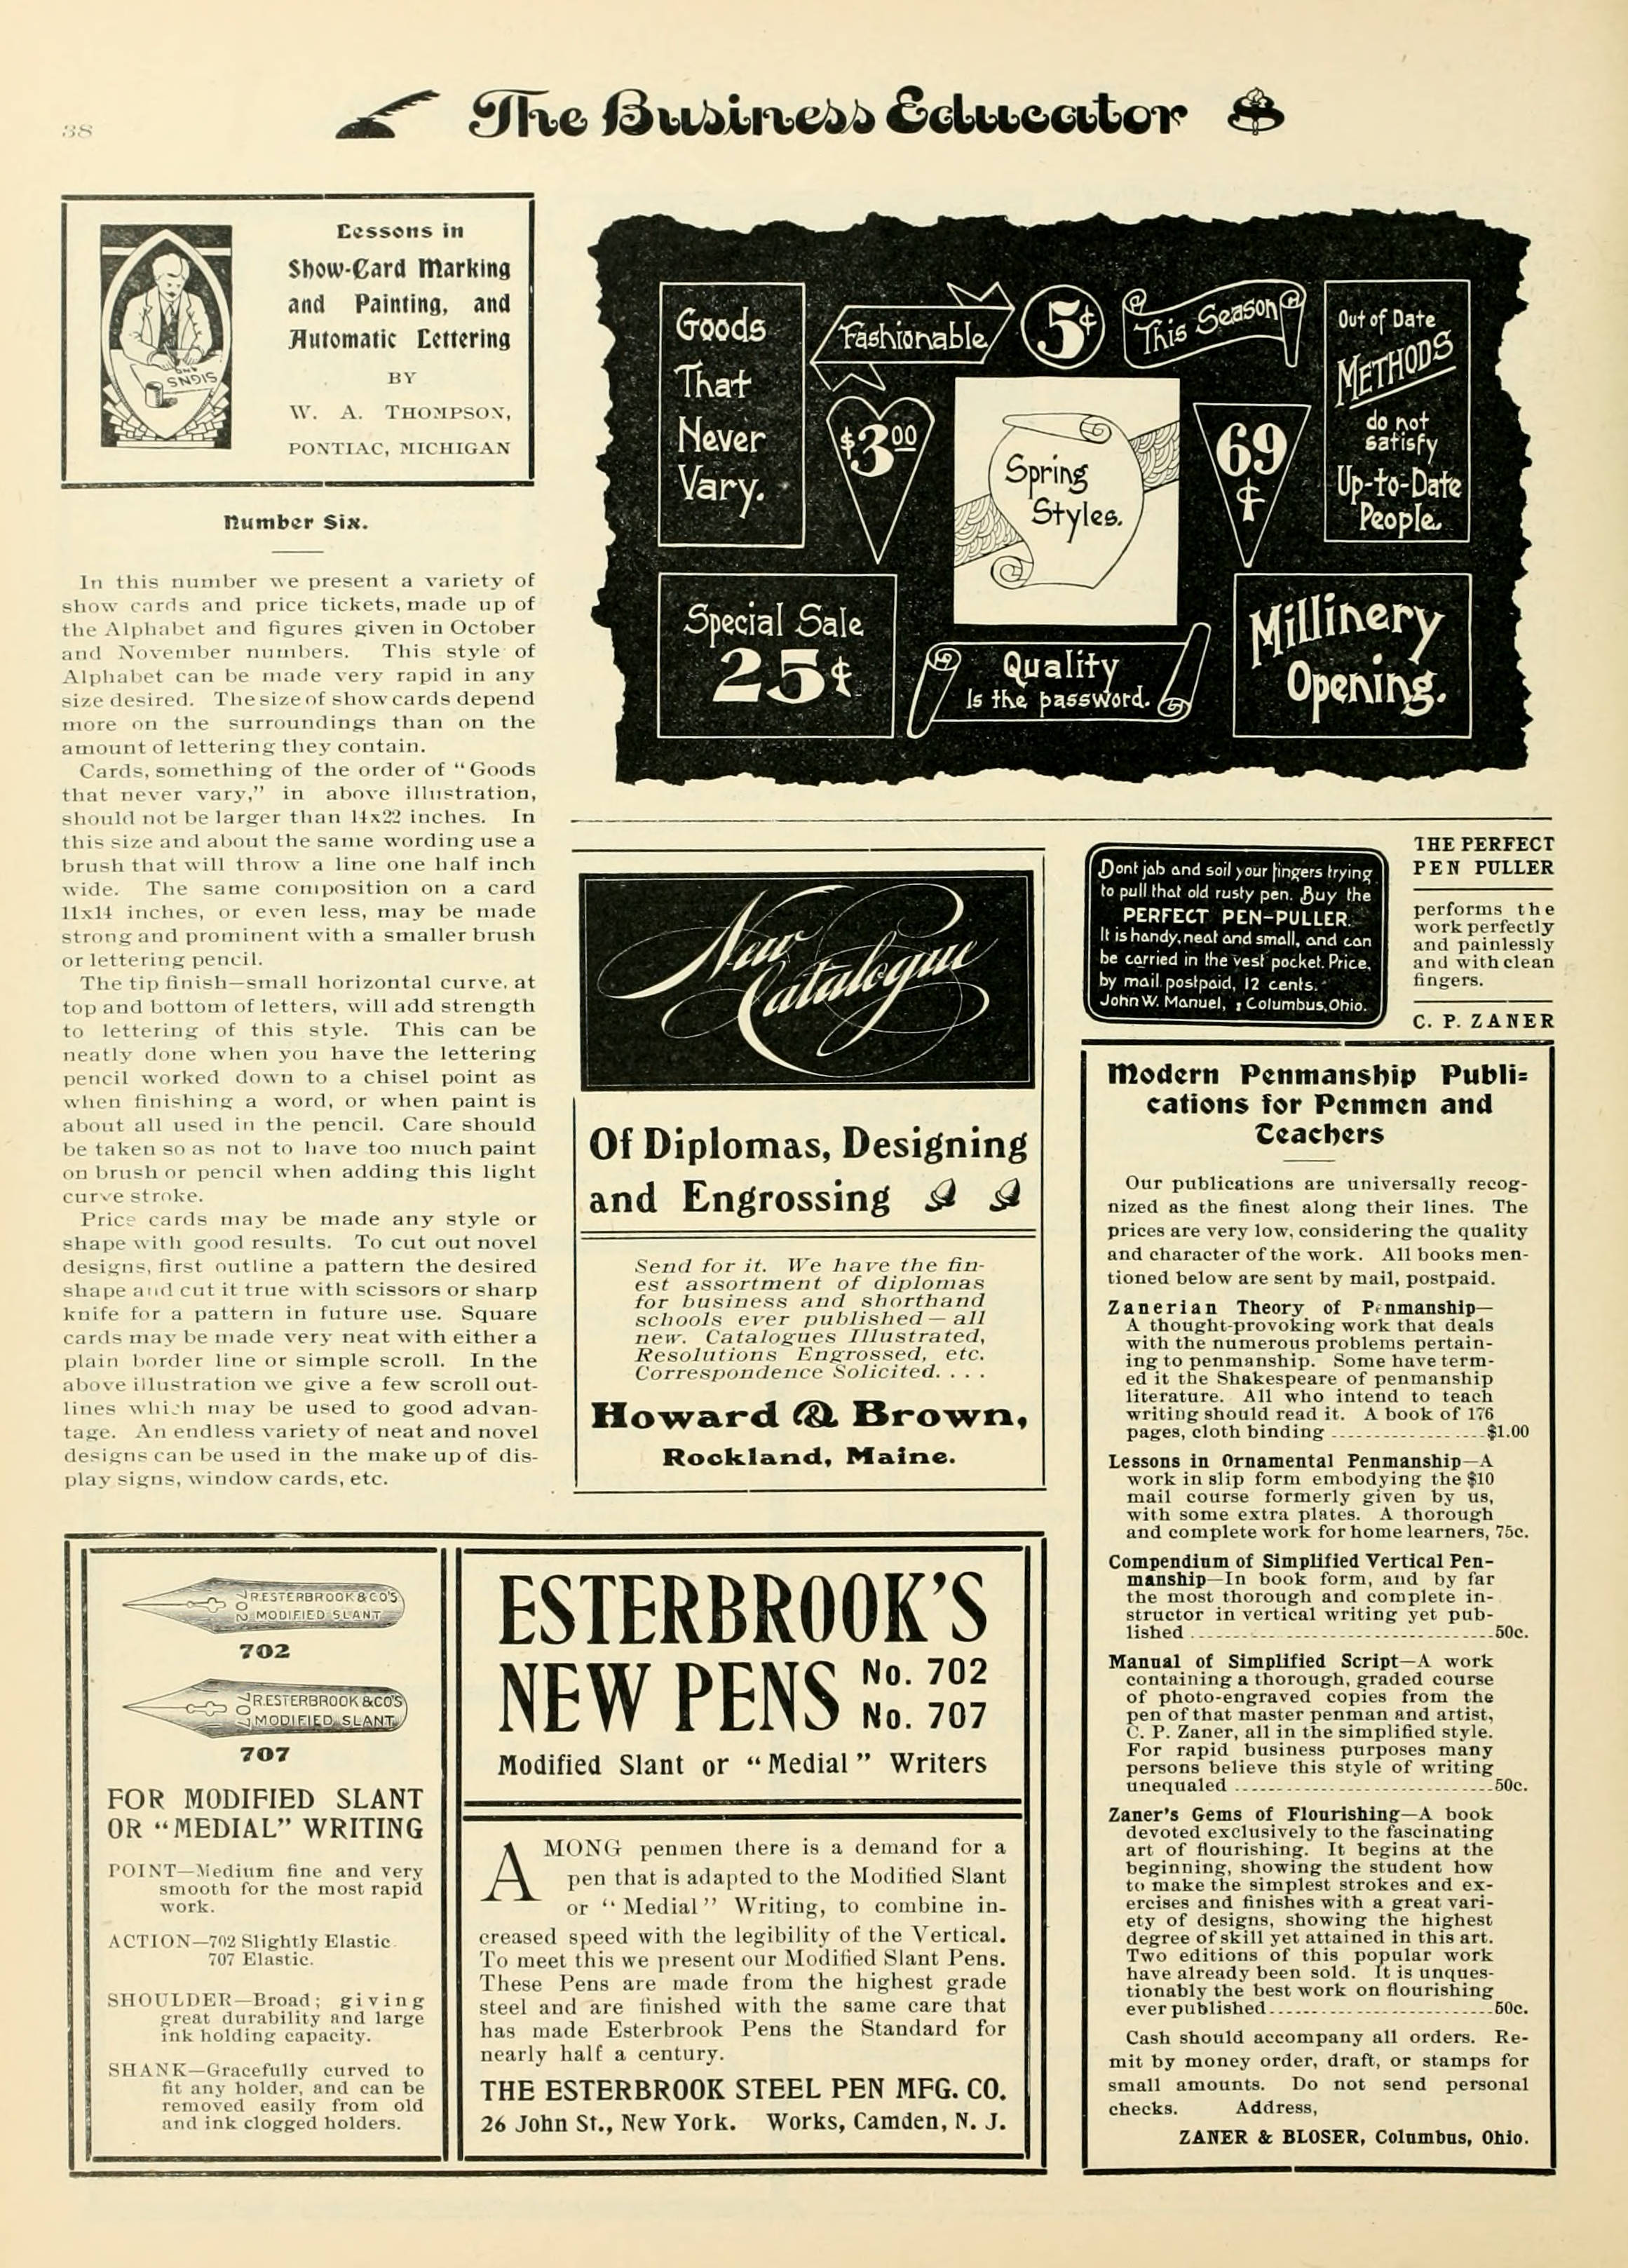 38
The Business Educator
Lessons in
Show-Card Marking
and Painting, and
Automatic Lettering
BY
W. A. THOMPSON,
PONTIAC, MICHIGAN
SIGNS
AND
Number Six.
In this number we present a variety of
show cards and price tickets, made up of
the Alphabet and figures given in October
and November numbers. This style of
Alphabet can be made very rapid in any
size desired. The size of show cards depend
more on the surroundings than on the
amount of lettering they contain.
Cards, something of the order of "Goods
that never vary," in above illustration,
should not be larger than 14x22 inches. In
this size and about the same wording use a
brush that will throw a line one half inch
wide. The same composition on a card
11x14 inches, or even less, may be made
strong and prominent with a smaller brush
or lettering pencil.
The tip finish—small horizontal curve, at
top and bottom of letters, will add strength
to lettering of this style. This can be
neatly done when you have the lettering
pencil worked down to a chisel point as
when finishing a word, or when paint is
about all used in the pencil. Care should
be taken so as not to have too much paint
on brush or pencil when adding this light
curve stroke.
Price cards may be made any style or
shape with good results. To cut out novel
designs, first outline a pattern the desired
shape and cut it true with scissors or sharp
knife for a pattern in future use. Square
cards may be made very neat with either a
plain border line or simple scroll. In the
above illustration we give a few scroll out-
lines which may be used to good advan-
tage. An endless variety of neat and novel
designs can be used in the make up of dis-
play signs, window cards, etc.
Goods
That
Never
Vary.
Fashionable
5¢
This Season
Out of Date
METHODS
do not
satisfy
Up-to-Date
People.
$3.00
Spring
Styles.
69
¢
Special Sale
25¢
Quality
Is the password.
Millinery
Opening.
New
Catalogue
Of Diplomas, Designing
and Engrossing
Send for it. We have the fin-
est assortment of diplomas
for business and shorthand
schools ever published—all
new. Catalogues Illustrated,
Resolutions Engrossed, etc.
Correspondence Solicited. . . .
Howard & Brown,
Rockland, Maine.
Dont jab and soil your fingers trying
to pull that old rusty pen. Buy the
PERFECT PEN-PULLER.
It is handy, neat and small, and can
be carried in the vest pocket. Price,
by mail postpaid, 12 cents.
John W. Manuel, : Columbus, Ohio.
THE PERFECT
PEN PULLER
performs the
work perfectly
and painlessly
and with clean
fingers.
C. P. ZANER
Modern Penmanship Publi=
cations for Penmen and
Teachers
Our publications are universally recog-
nized as the finest along their lines. The
prices are very low, considering the quality
and character of the work. All books men-
tioned below are sent by mail, postpaid.
Zanerian Theory of Penmanship—
A thought-provoking work that deals
with the numerous problems pertain-
ing to penmanship. Some have term-
ed it the Shakespeare of penmanship
literature. All who intend to teach
writing should read it. A book of 176
pages, cloth binding ..................$1.00
Lessons in Ornamental Penmanship—A
work in slip form embodying the $10
mail course formerly given by us,
with some extra plates. A thorough
and complete work for home learners, 75c.
Compendium of Simplified Vertical Pen-
manship—In book form, and by far
the most thorough and complete in-
structor in vertical writing yet pub-
lished ..................50c.
Manual of Simplified Script—A work
containing a thorough, graded course
of photo-engraved copies from the
pen of that master penman and artist,
C. P. Zaner, all in the simplified style.
For rapid business purposes many
persons believe this style of writing
unequaled ..................50c.
Zaner's Gems of Flourishing—A book
devoted exclusively to the fascinating
art of flourishing. It begins at the
beginning, showing the student how
to make the simplest strokes and ex-
ercises and finishes with a great vari-
ety of designs, showing the highest
degree of skill yet attained in this art.
Two editions of this popular work
have already been sold. It is unques-
tionably the best work on flourishing
ever published..................50c.
Cash should accompany all orders. Re-
mit by money order, draft, or stamps for
small amounts. Do not send personal
checks. Address,
ZANER & BLOSER, Columbus, Ohio.
702
R.ESTERBROOK & CO'S
MODIFIED SLANT
702
707
R.ESTERBROOK & CO'S
MODIFIED SLANT
707
FOR MODIFIED SLANT
OR "MEDIAL" WRITING
POINT—Medium fine and very
smooth for the most rapid
work.
ACTION—702 Slightly Elastic.
707 Elastic.
SHOULDER—Broad; giving
great durability and large
ink holding capacity.
SHANK—Gracefully curved to
fit any holder, and can be
removed easily from old
and ink clogged holders.
ESTERBROOK'S
NEW PENS No. 702
No. 707
Modified Slant or "Medial" Writers
AMONG penmen there is a demand for a
pen that is adapted to the Modified Slant
or "Medial" Writing, to combine in-
creased speed with the legibility of the Vertical.
To meet this we present our Modified Slant Pens.
These Pens are made from the highest grade
steel and are finished with the same care that
has made Esterbrook Pens the Standard for
nearly half a century.
THE ESTERBROOK STEEL PEN MFG. CO.
26 John St., New York. Works, Camden, N. J.